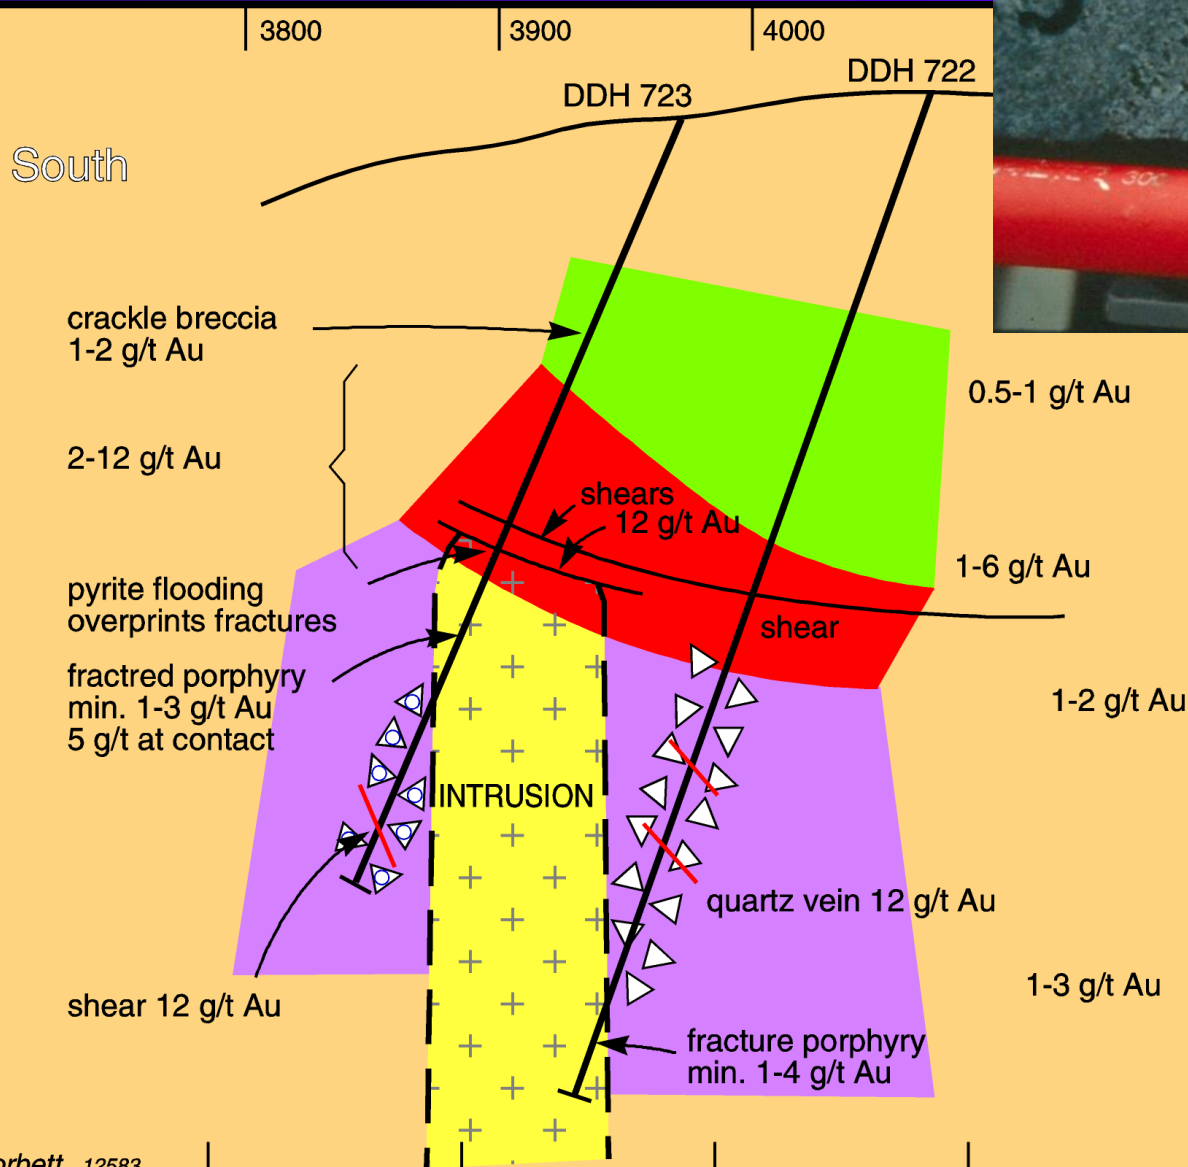 3800
3900
4000
DDH 723
DDH 722
South
30C
crackle breccia
1-2 g/t Au
0.5-1 g/t Au
2-12 g/t Au
shears
12 g/t Au
1-6 g/t Au
pyrite flooding
overprints fractures
shear
fractred porphyry
min. 1-3 g/t Au
5 g/t at contact
1-2 g/t Au
INTRUSION
quartz vein 12 g/t Au
shear 12 g/t Au
1-3 g/t Au
fracture porphyry
min. 1-4 g/t Au
orbett 12583